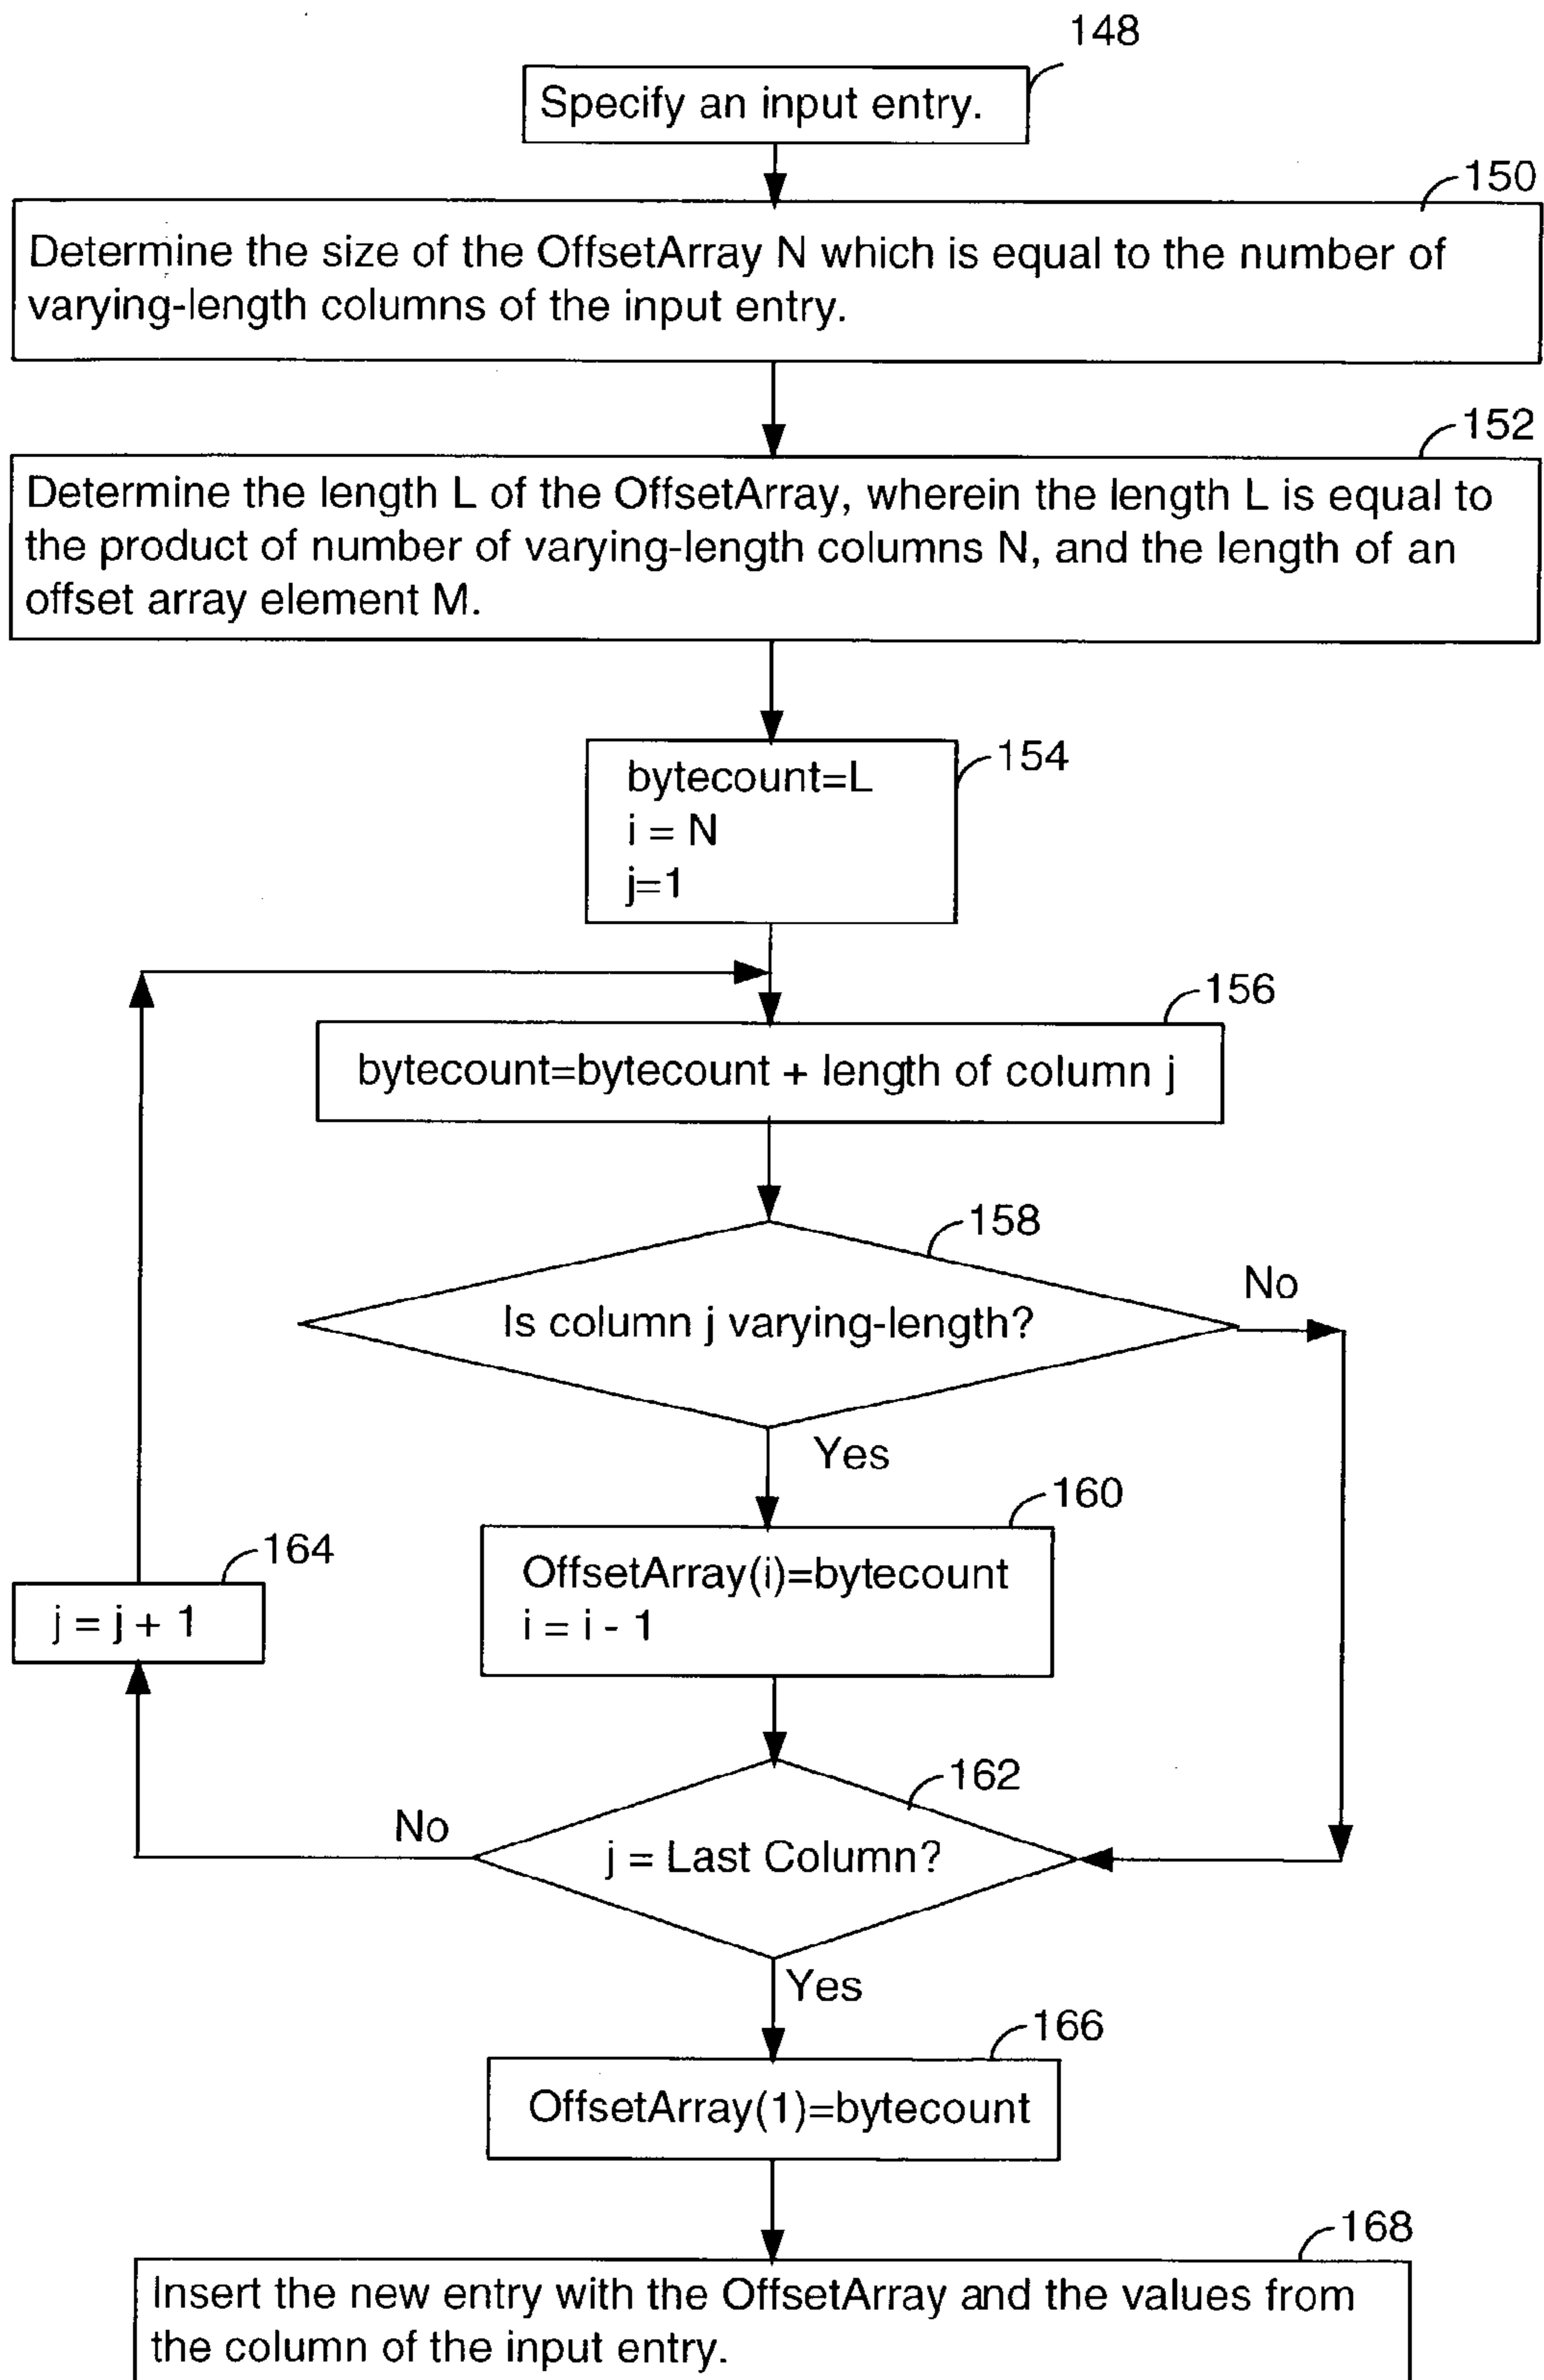 148
Specify an input entry.
150
Determine the size of the OffsetArray N which is equal to the number of
varying-length columns of the input entry.
152
Determine the length L of the OffsetArray, wherein the length L is equal to
the product of number of varying-length columns N, and the length of an
offset array element M.
154
bytecount=L
i = N
j=1
156
bytecount=bytecount + length of column j
158
No
Is column j varying-length?
Yes
160
164
OffsetArray(i)=bytecount
j = j + 1
i = i - 1
162
No
j = Last Column?
Yes
166
OffsetArray(1)=bytecount
168
Insert the new entry with the OffsetArray and the values from
the column of the input entry.